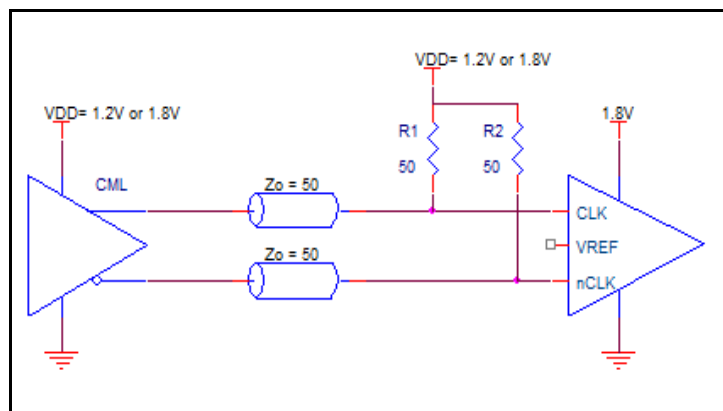 VDD= 1.2V or 1.8V
VDD= 1.2V or 1.8V
1.8V
R1
R2
50
50
CML
Zo = 50
CLK
VREF
Zo = 50
nCLK